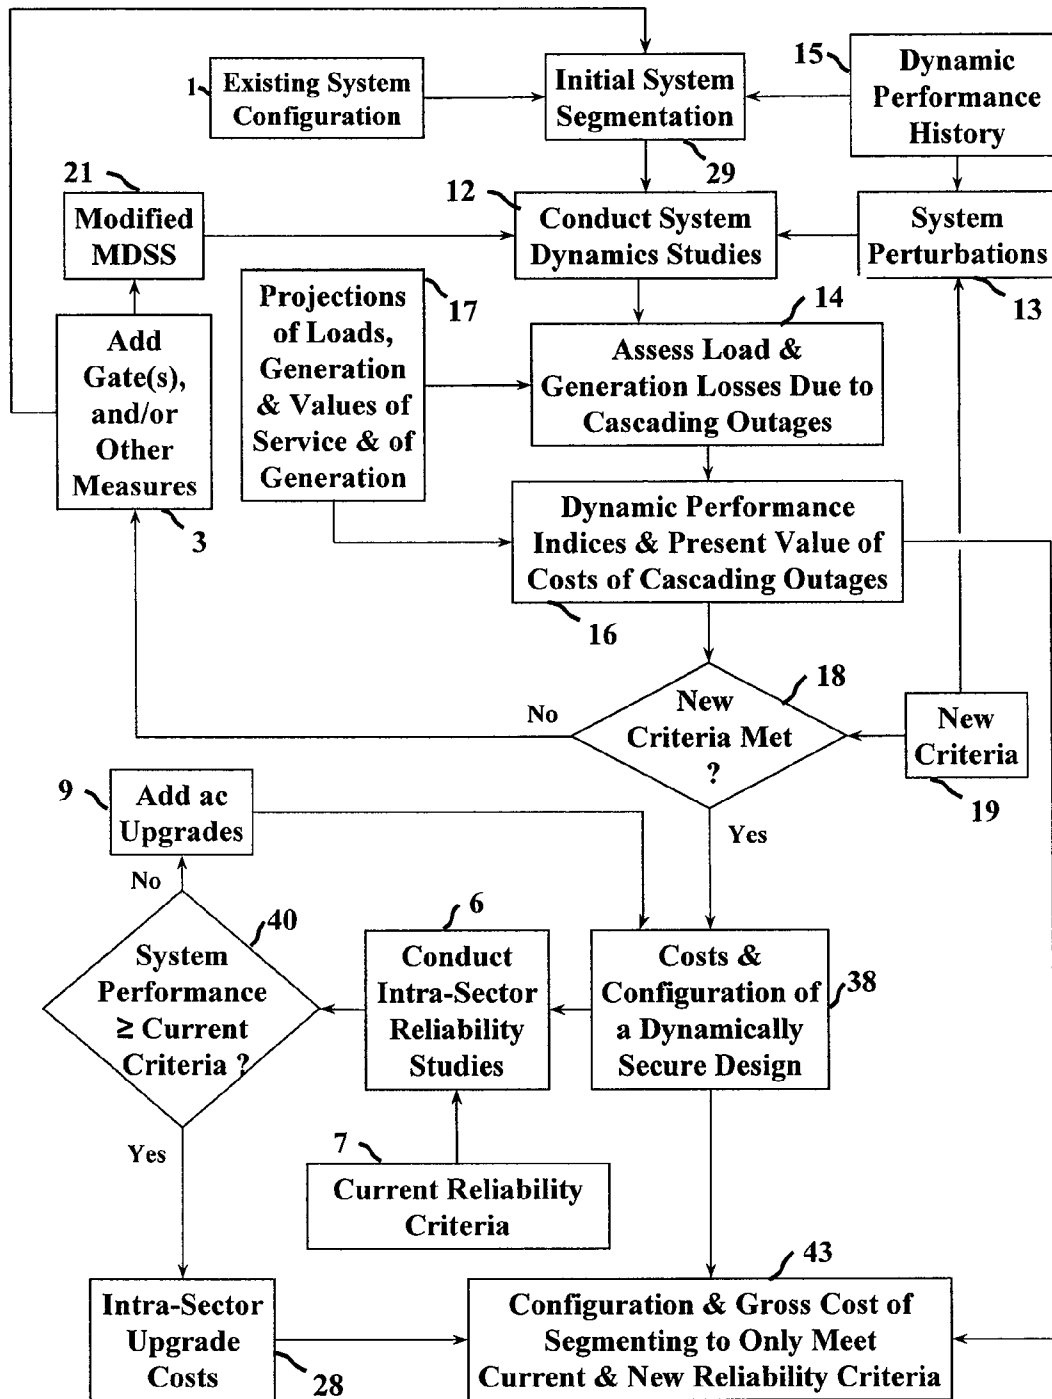 1
Existing System
Configuration
Initial System
Segmentation
29
15
Dynamic
Performance
History
21
Modified
MDSS
12
Conduct System
Dynamics Studies
System
Perturbations
13
Projections
of Loads,
Generation
& Values of
Service & of
Generation
17
14
Assess Load &
Generation Losses Due to
Cascading Outages
Add
Gate(s),
and/or
Other
Measures
3
Dynamic Performance
Indices & Present Value of
Costs of Cascading Outages
16
No
New
Criteria Met
?
18
New
Criteria
19
Yes
9
Add ac
Upgrades
No
System
Performance
≥ Current
Criteria ?
40
6
Conduct
Intra-Sector
Reliability
Studies
Costs &
Configuration of
a Dynamically
Secure Design
38
Yes
7
Current Reliability
Criteria
Intra-Sector
Upgrade
Costs
28
43
Configuration & Gross Cost of
Segmenting to Only Meet
Current & New Reliability Criteria